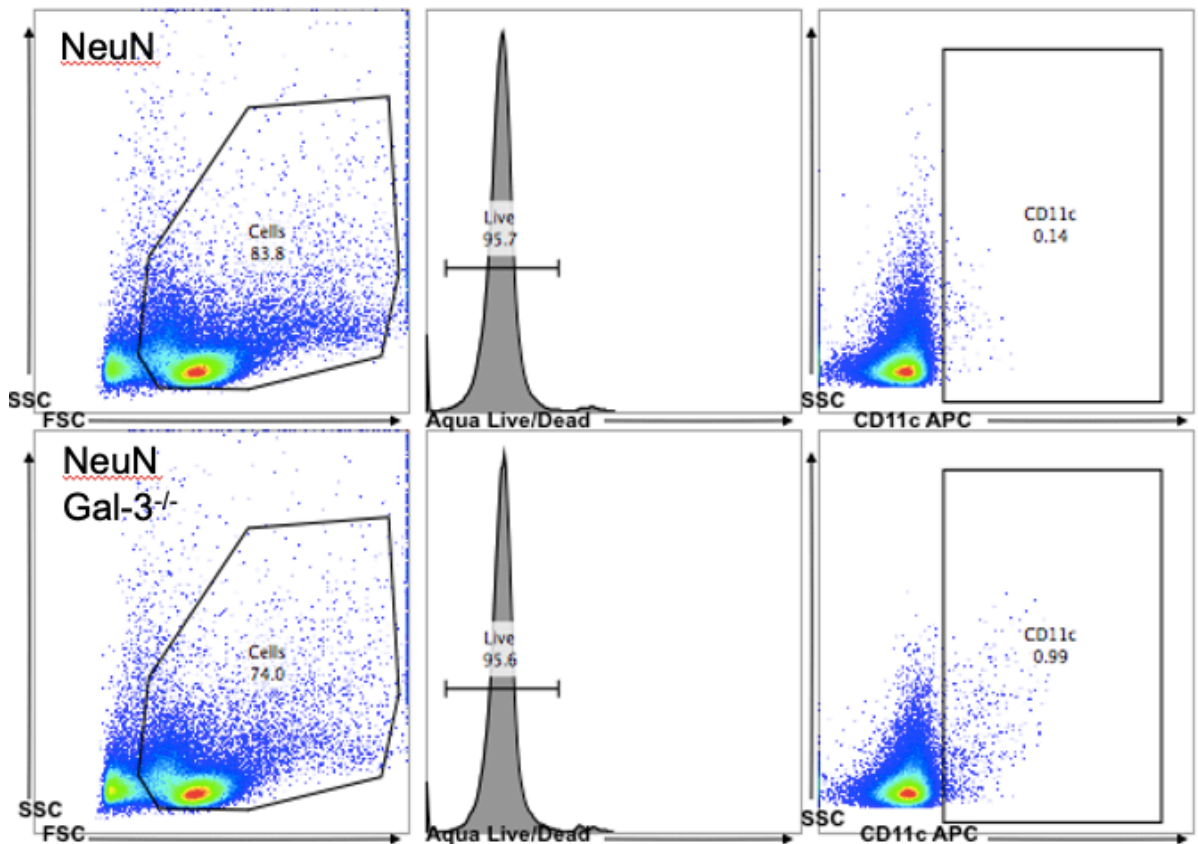 NeuN
Cells
83.8
SSC
FSC
Live
95.7
Aqua Live/Dead
CD11c
0.14
SSC
CD11c APC
NeuN
Gal-3-/-
Cells
74.0
SSC
FSC
Live
95.6
Aqua Live/Dead
CD11c
0.99
SSC
CD11c APC